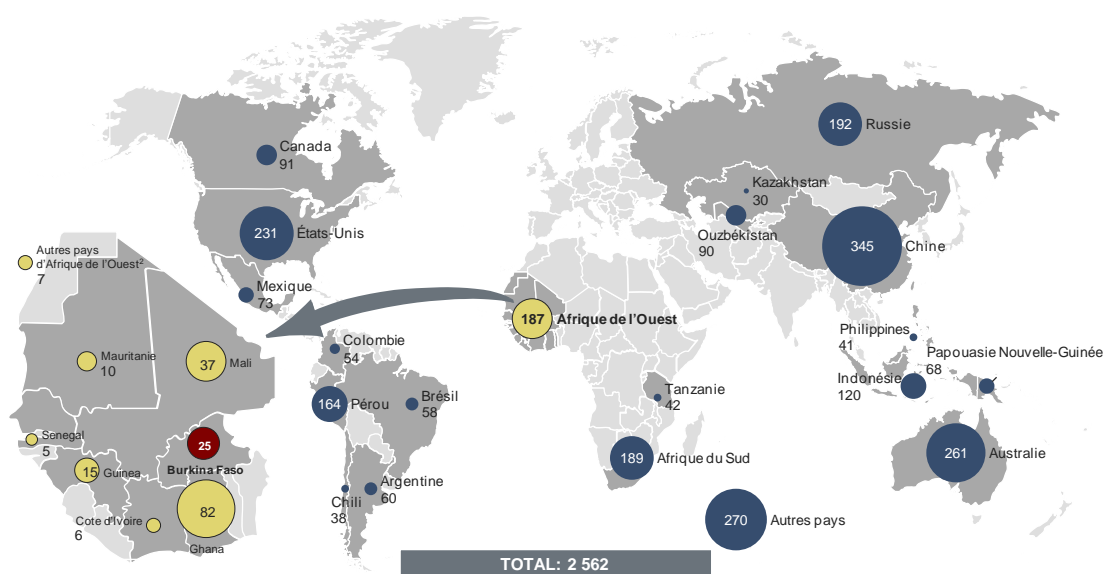 Canada
91
231
États-Unis
Mexique
73
192
Russie
Kazakhstan
30
Ouzbékistan
90
345
Chine
Autres pays
d'Afrique de l'Ouest²
7
Mauritanie
10
37
Mali
Senegal
5
15
Guinea
25
Burkina Faso
Cote d'Ivoire
6
82
Ghana
187
Afrique de l'Ouest
Colombie
54
164
Pérou
Brésil
58
Argentine
60
Chili
38
Tanzanie
42
189
Afrique du Sud
Philippines
41
Papouasie Nouvelle-Guinée
68
Indonésie
120
261
Australie
270
Autres pays
TOTAL: 2 562